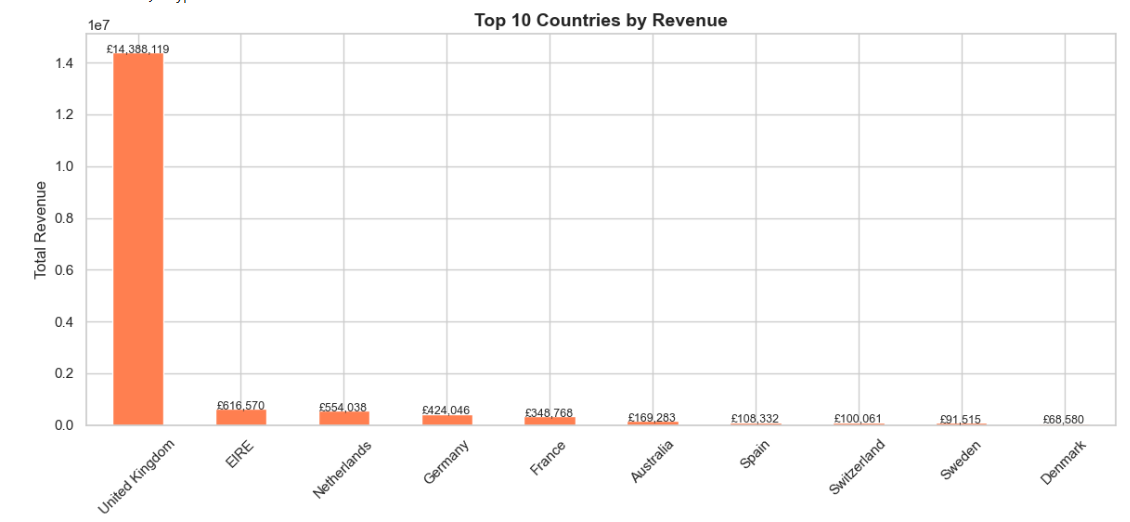 Top 10 Countries by Revenue
1e7
£14,388,119
1.4
1.2
1.0
0.8
0.6
0.4
0.2
0.0
Total Revenue
£616,570
£554,038
£424,046
£348,768
£169,283
£108,332
£100,061
£91,515
£68,580
United Kingdom
EIRE
Netherlands
Germany
France
Australia
Spain
Switzerland
Sweden
Denmark